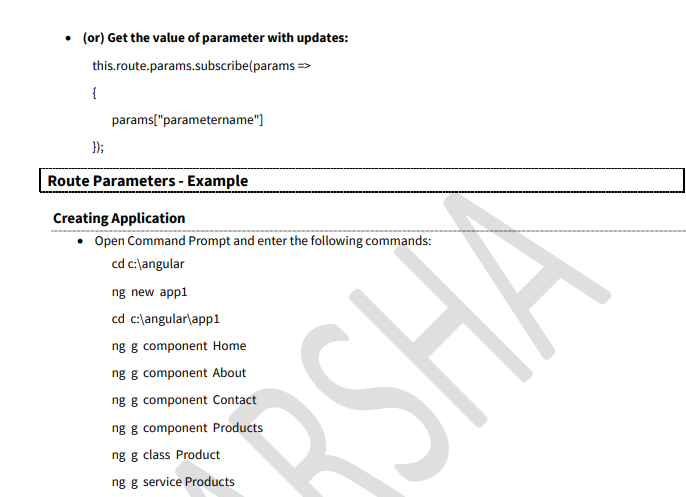 • (or) Get the value of parameter with updates:
this.route.params.subscribe(params =>
{
params["parametername"]
});
Route Parameters - Example
Creating Application
• Open Command Prompt and enter the following commands:
cd c:\angular
ng new app1
cd c:\angular\app1
ng g component Home
ng g component About
ng g component Contact
ng g component Products
ng g class Product
ng g service Products
ARSHA